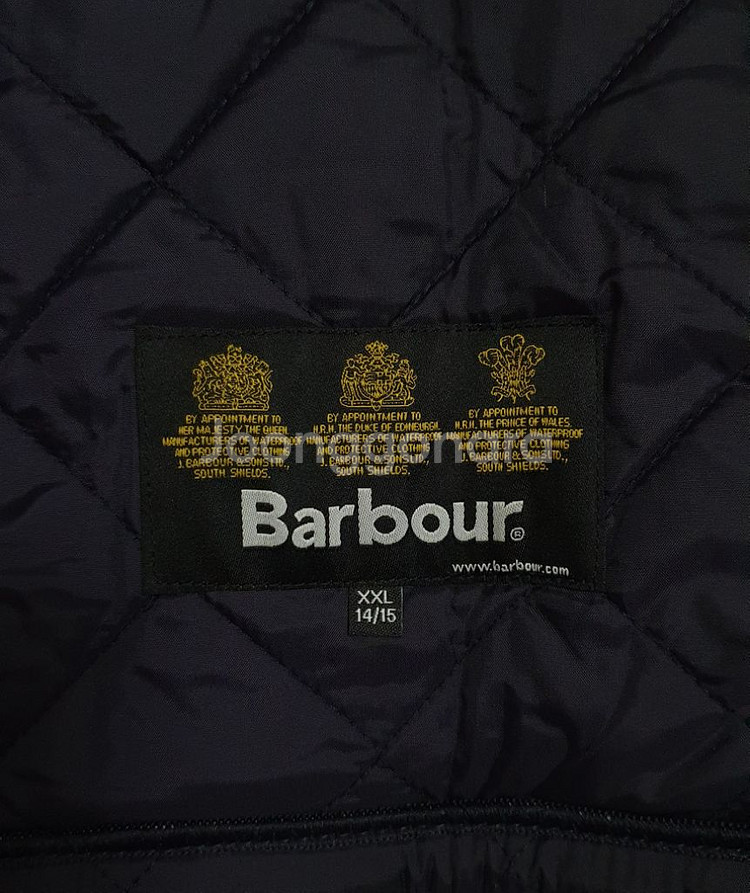 BY APPOINTMENT TO
HER MAJESTY THE QUEEN
MANUFACTURERS OF WATERPROOF
AND PROTECTIVE CLOTHING
J. BARBOUR & SONS LTD.,
SOUTH SHIELDS.
BY APPOINTMENT TO
H.R.H. THE DUKE OF EDINBURGH
MANUFACTURERS OF WATERPROOF
AND PROTECTIVE CLOTHING
J. BARBOUR & SONS LTD.,
SOUTH SHIELDS.
BY APPOINTMENT TO
H.R.H. THE PRINCE OF WALES
MANUFACTURERS OF WATERPROOF
AND PROTECTIVE CLOTHING
J. BARBOUR & SONS LTD.,
SOUTH SHIELDS.
Barbour®
www.barbour.com
XXL
14/15